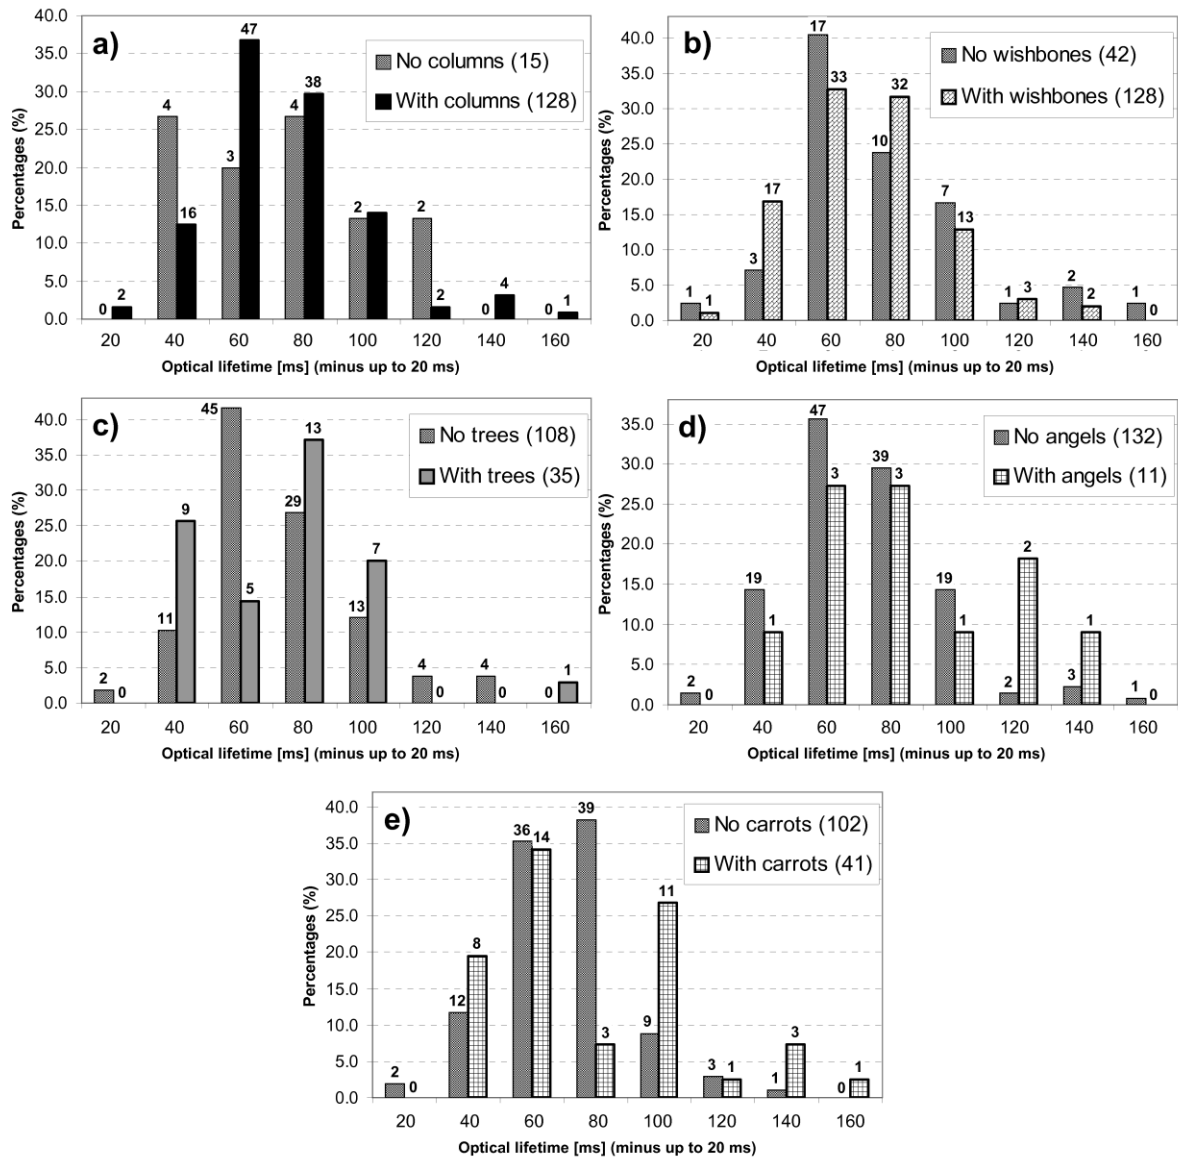 a)
40.0
35.0
30.0
25.0
20.0
15.0
10.0
5.0
0.0
Percentages (%)
No columns (15)
With columns (128)
0 2 4 16 3 47 4 38 2 2 2 0 4 0 1
20 40 60 80 100 120 140 160
Optical lifetime [ms] (minus up to 20 ms)
b)
40.0
35.0
30.0
25.0
20.0
15.0
10.0
5.0
0.0
Percentages (%)
No wishbones (42)
With wishbones (128)
1 1 3 17 17 33 10 32 7 13 1 3 2 2 1 0
20 40 60 80 100 120 140 160
Optical lifetime [ms] (minus up to 20 ms)
c)
40.0
35.0
30.0
25.0
20.0
15.0
10.0
5.0
0.0
Percentages (%)
No trees (108)
With trees (35)
2 0 11 9 45 5 29 13 13 7 4 0 4 0 0 1
20 40 60 80 100 120 140 160
Optical lifetime [ms] (minus up to 20 ms)
d)
35.0
30.0
25.0
20.0
15.0
10.0
5.0
0.0
Percentages (%)
No angels (132)
With angels (11)
2 0 19 1 47 3 39 3 19 1 2 2 3 1 1 0
20 40 60 80 100 120 140 160
Optical lifetime [ms] (minus up to 20 ms)
e)
40.0
35.0
30.0
25.0
20.0
15.0
10.0
5.0
0.0
Percentages (%)
No carrots (102)
With carrots (41)
2 0 12 8 36 14 39 3 9 11 3 1 1 3 0 1
20 40 60 80 100 120 140 160
Optical lifetime [ms] (minus up to 20 ms)